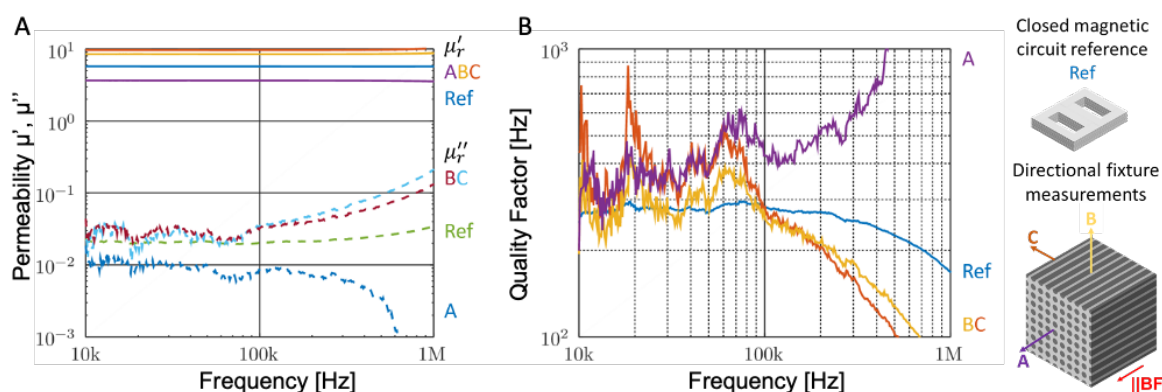 A
Permeability μ', μ''
10¹
10⁰
10⁻¹
10⁻²
10⁻³
10k
100k
1M
Frequency [Hz]
μ′ᵣ
ABC
Ref
μ′′ᵣ
BC
Ref
A
B
Quality Factor [Hz]
10³
10²
10k
100k
1M
Frequency [Hz]
A
Ref
BC
Closed magnetic
circuit reference
Ref
Directional fixture
measurements
B
C
A
||BF